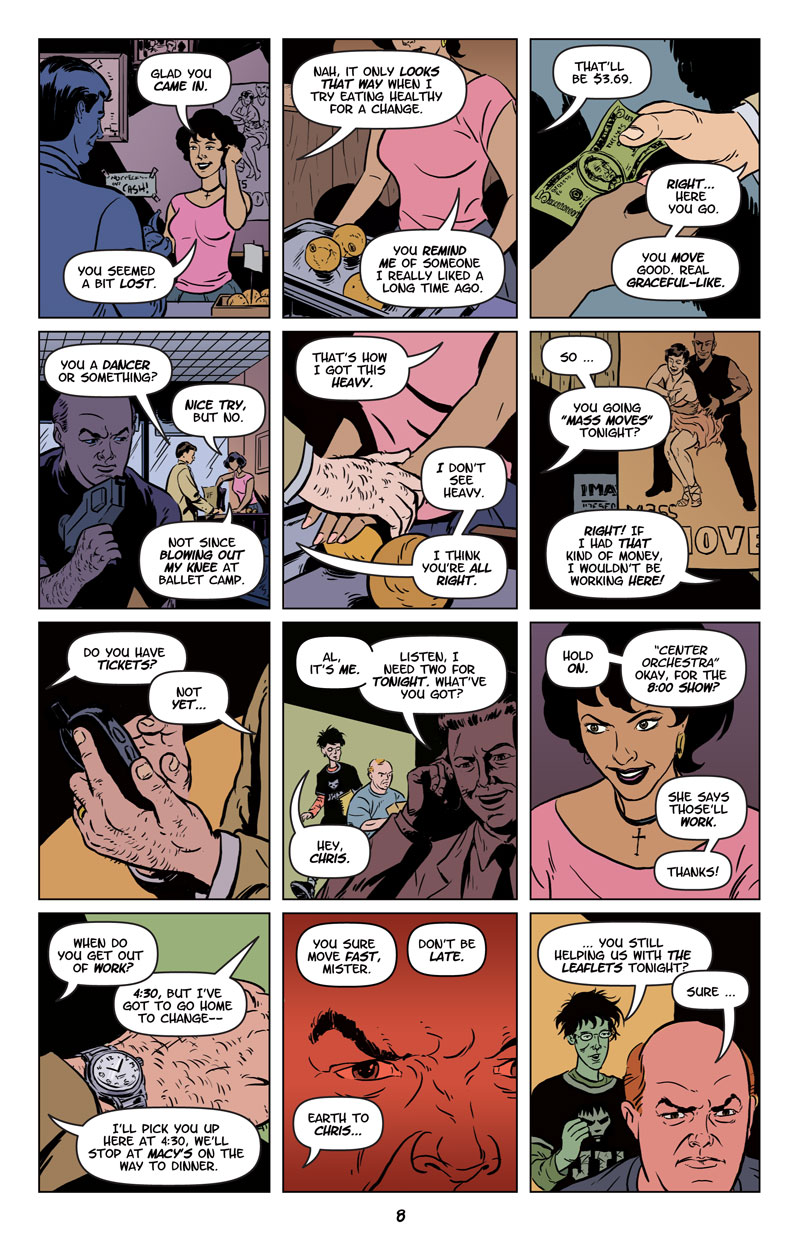 GLAD YOU
CAME IN.
CASH!
YOU SEEMED
A BIT LOST.
NAH, IT ONLY LOOKS
THAT WAY WHEN I
TRY EATING HEALTHY
FOR A CHANGE.
YOU REMIND
ME OF SOMEONE
I REALLY LIKED A
LONG TIME AGO.
THAT'LL
BE $3.69.
RIGHT...
HERE
YOU GO.
YOU MOVE
GOOD. REAL
GRACEFUL-LIKE.
YOU A DANCER
OR SOMETHING?
NICE TRY,
BUT NO.
NOT SINCE
BLOWING OUT
MY KNEE AT
BALLET CAMP.
THAT'S HOW
I GOT THIS
HEAVY.
I DON'T
SEE
HEAVY.
I THINK
YOU'RE ALL
RIGHT.
SO ...
YOU GOING
"MASS MOVES"
TONIGHT?
IMA
MASS
MOVE
RIGHT! IF
I HAD THAT
KIND OF MONEY,
I WOULDN'T BE
WORKING HERE!
DO YOU HAVE
TICKETS?
NOT
YET...
AL,
IT'S ME.
LISTEN, I
NEED TWO FOR
TONIGHT. WHAT'VE
YOU GOT?
HEY,
CHRIS.
HOLD
ON.
"CENTER
ORCHESTRA"
OKAY, FOR THE
8:00 SHOW?
SHE SAYS
THOSE'LL
WORK.
THANKS!
WHEN DO
YOU GET OUT
OF WORK?
4:30, BUT I'VE
GOT TO GO HOME
TO CHANGE--
I'LL PICK YOU UP
HERE AT 4:30, WE'LL
STOP AT MACY'S ON THE
WAY TO DINNER.
YOU SURE
MOVE FAST,
MISTER.
DON'T BE
LATE.
EARTH TO
CHRIS...
... YOU STILL
HELPING US WITH THE
LEAFLETS TONIGHT?
SURE ...
8